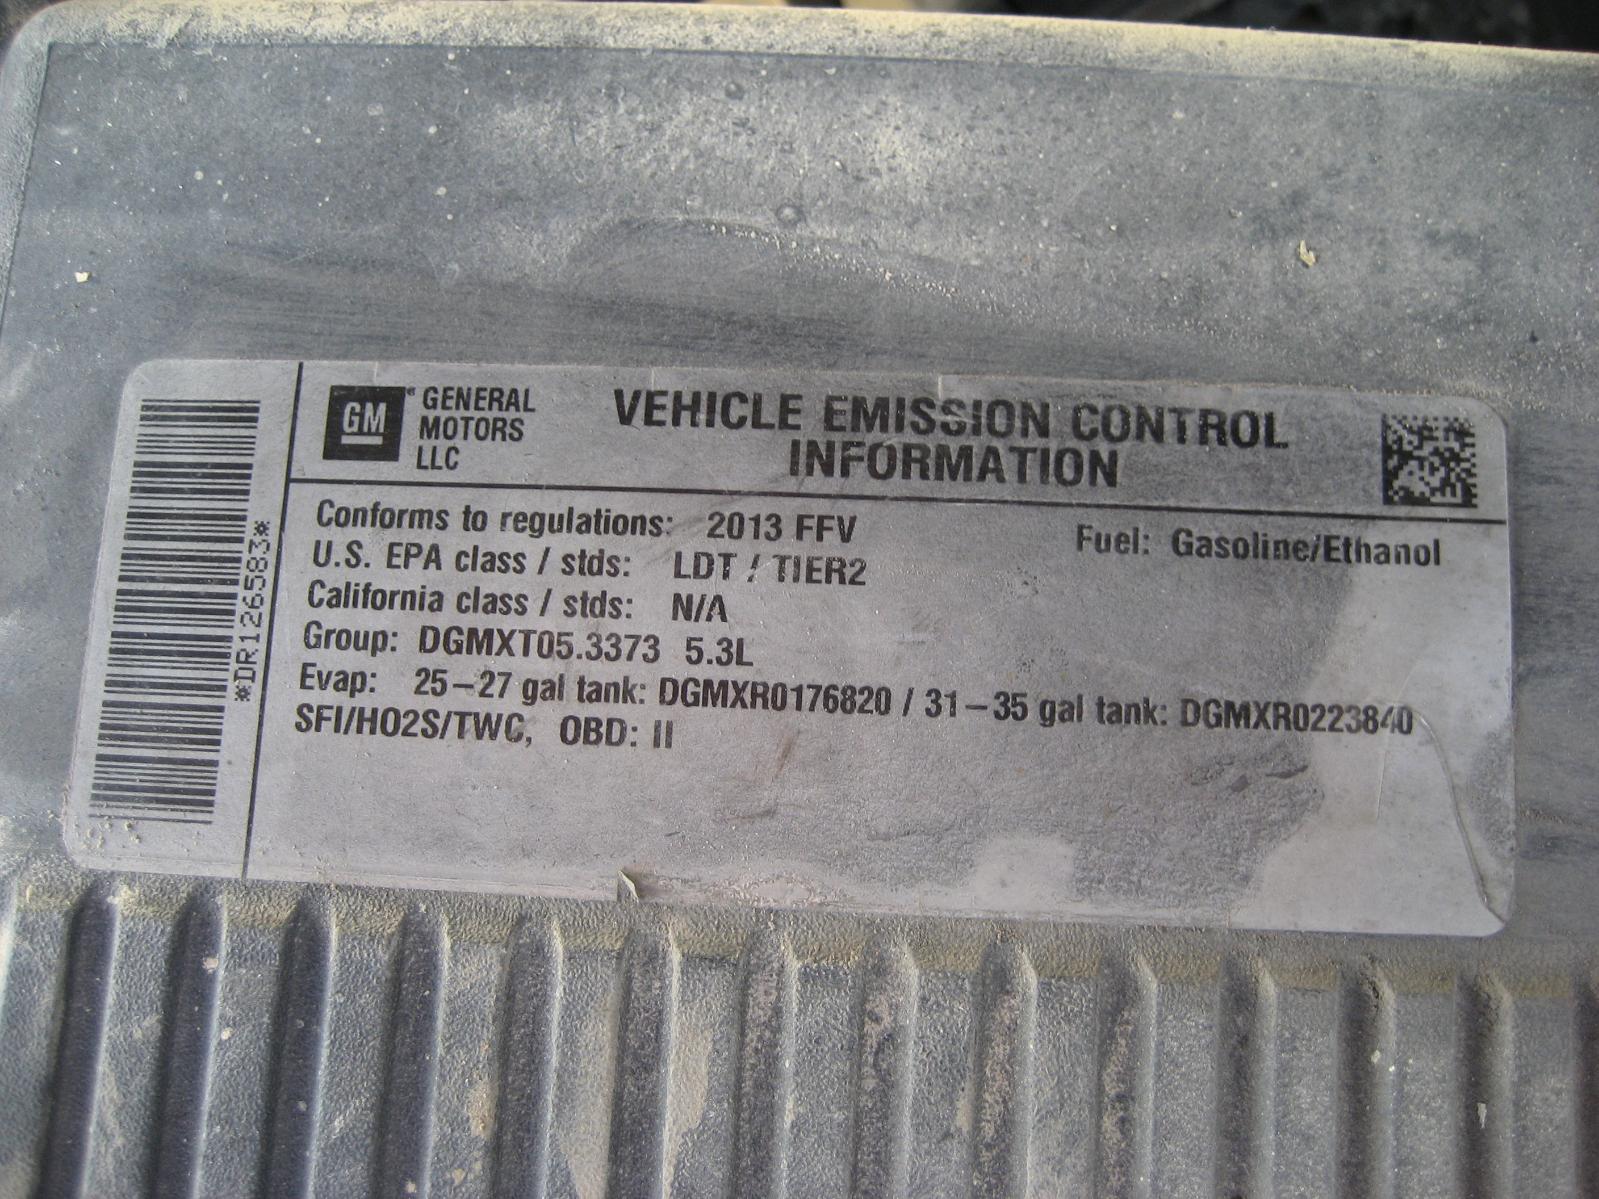 GM GENERAL
MOTORS
LLC
VEHICLE EMISSION CONTROL
INFORMATION
Conforms to regulations: 2013 FFV Fuel: Gasoline/Ethanol
U.S. EPA class / stds: LDT / TIER2
California class / stds: N/A
Group: DGMXT05.3373 5.3L
Evap: 25-27 gal tank: DGMXR0176820 / 31-35 gal tank: DGMXR0223840
SFI/HO2S/TWC, OBD: II
*DR126583*